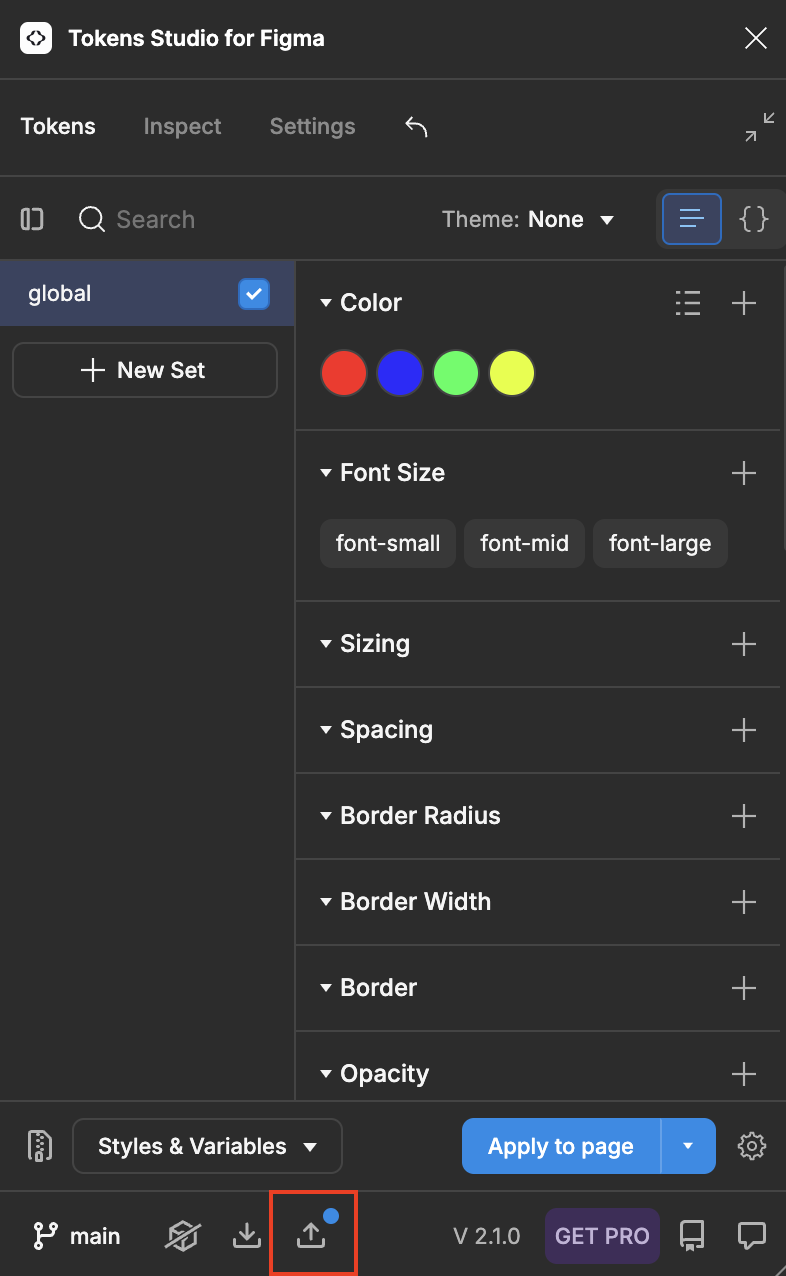 Tokens Studio for Figma
Tokens Inspect Settings
Search Theme: None
global
New Set
Color
Font Size
font-small font-mid font-large
Sizing
Spacing
Border Radius
Border Width
Border
Opacity
Styles & Variables Apply to page
main V 2.1.0 GET PRO